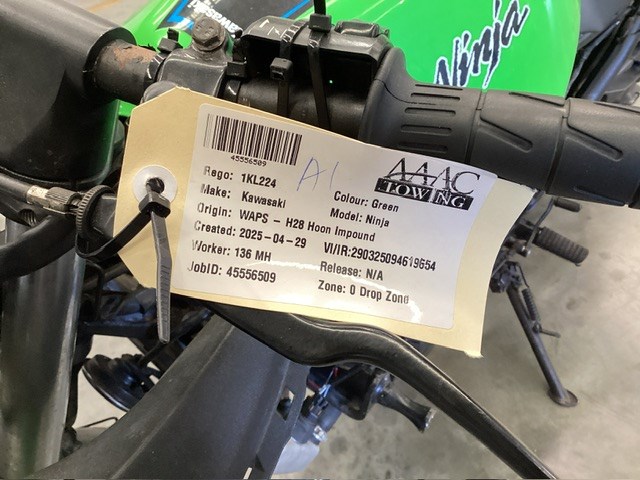 Ninja
45556509
A1
AAAC
TOWING
Rego: 1KL224
Colour: Green
Make: Kawasaki
Model: Ninja
Origin: WAPS - H28 Hoon Impound
Created: 2025-04-29
VI/IR:290325094619654
Worker: 136 MH
Release: N/A
JobID: 45556509
Zone: 0 Drop Zone